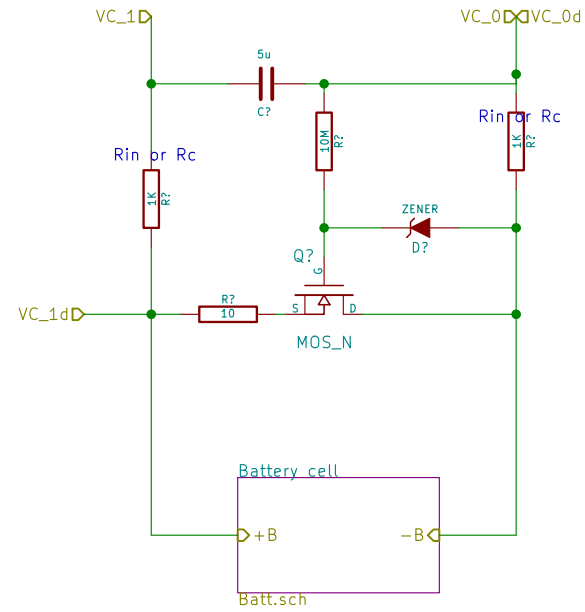 VC_1
VC_0
VC_0d
5u
C?
Rin or Rc
1K
R?
10M
R?
Rin or Rc
1K
R?
ZENER
D?
Q?
G
S
D
MOS_N
VC_1d
R?
10
Battery cell
+B
-B
Batt.sch